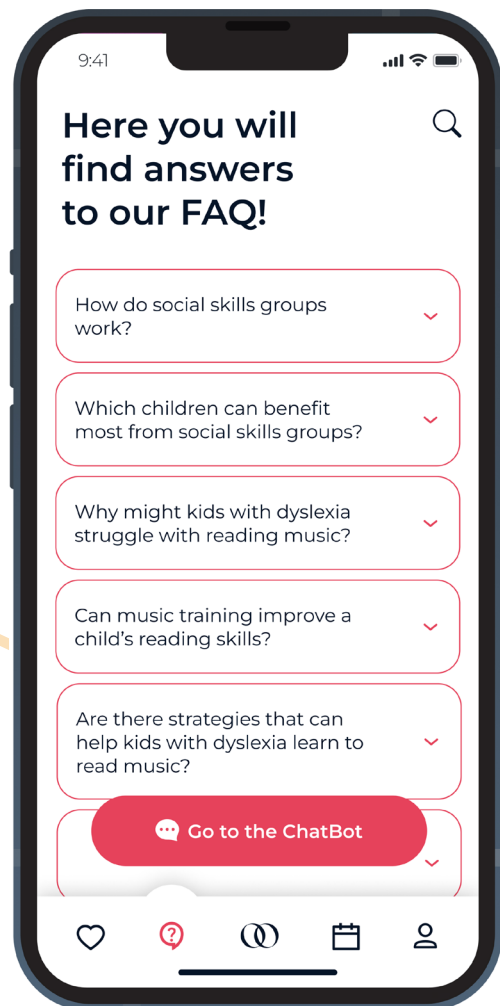 9:41
Here you will
find answers
to our FAQ!
How do social skills groups
work?
Which children can benefit
most from social skills groups?
Why might kids with dyslexia
struggle with reading music?
Can music training improve a
child’s reading skills?
Are there strategies that can
help kids with dyslexia learn to
read music?
Go to the ChatBot